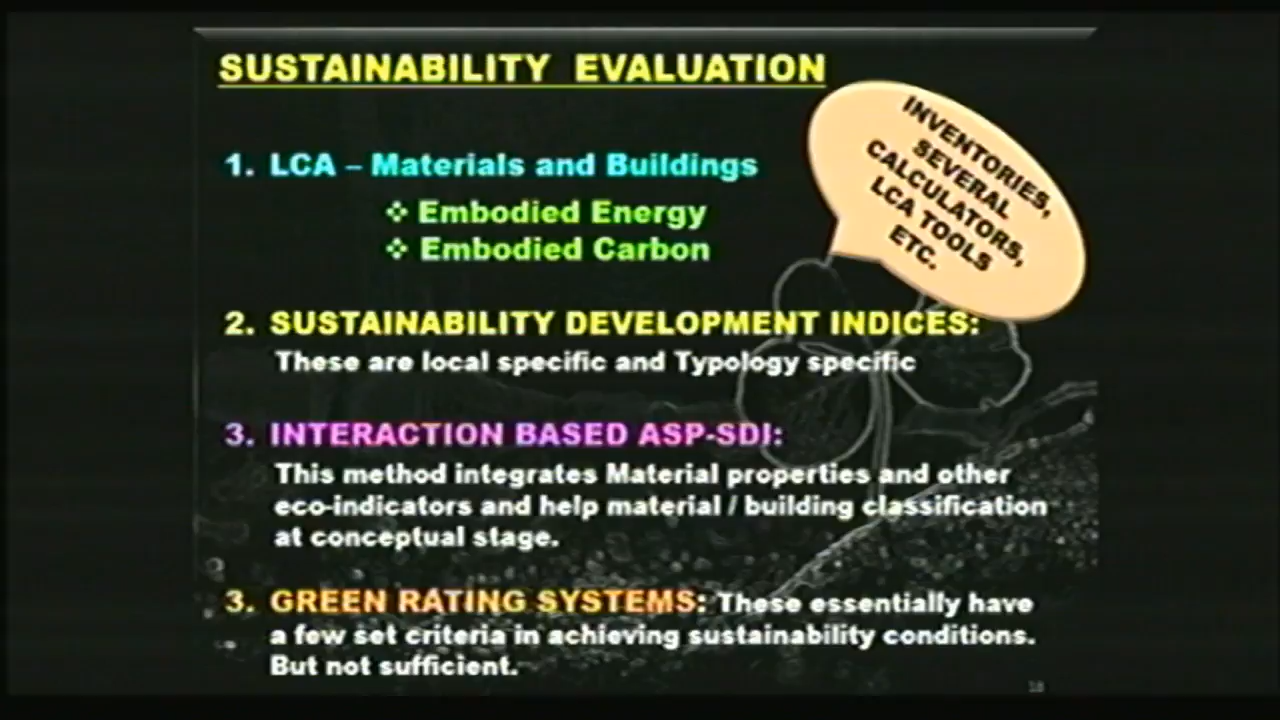 SUSTAINABILITY EVALUATION
INVENTORIES,
SEVERAL
CALCULATORS,
LCA TOOLS
ETC.
1. LCA – Materials and Buildings
❖ Embodied Energy
❖ Embodied Carbon
2. SUSTAINABILITY DEVELOPMENT INDICES:
These are local specific and Typology specific
3. INTERACTION BASED ASP-SDI:
This method integrates Material properties and other
eco-indicators and help material / building classification
at conceptual stage.
3. GREEN RATING SYSTEMS: These essentially have
a few set criteria in achieving sustainability conditions.
But not sufficient.